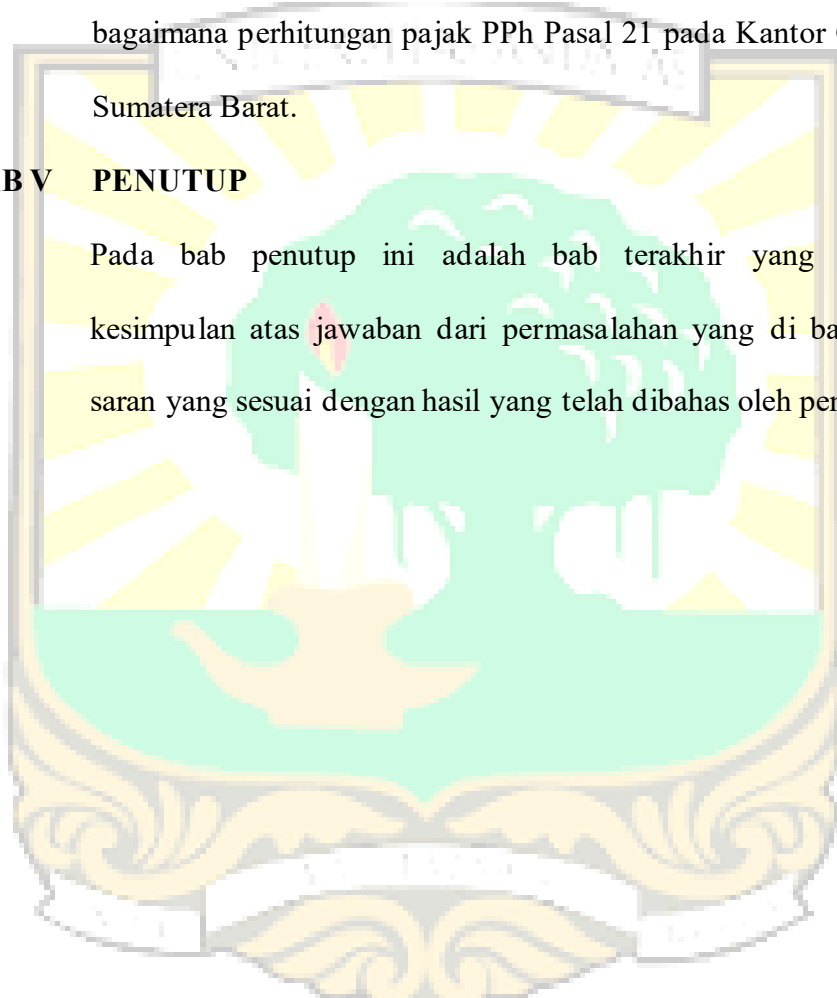 bagaimana perhitungan pajak PPh Pasal 21 pada Kantor
Sumatera Barat.
B V PENUTUP
Pada bab penutup ini adalah bab terakhir yang
kesimpulan atas jawaban dari permasalahan yang di ba
saran yang sesuai dengan hasil yang telah dibahas oleh pe